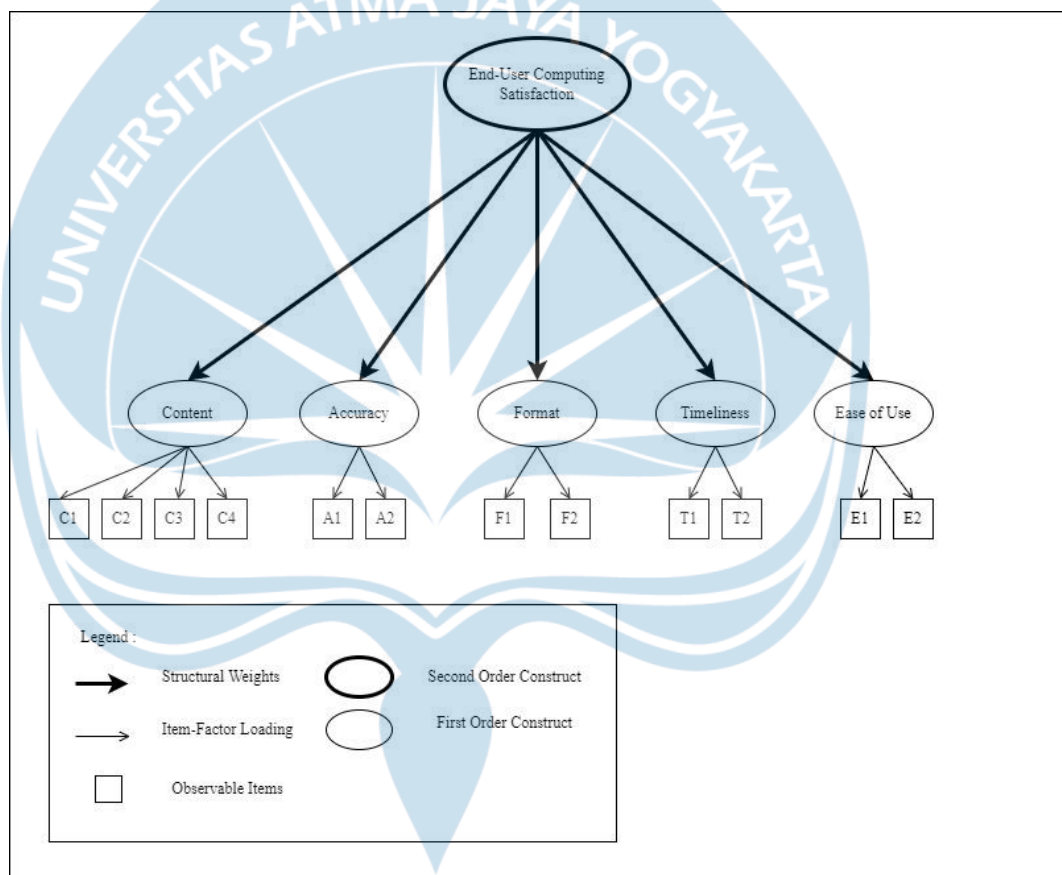 UNIVERSITAS ATMA JAYA YOGYAKARTA
End-User Computing
Satisfaction
Content
Accuracy
Format
Timeliness
Ease of Use
C1
C2
C3
C4
A1
A2
F1
F2
T1
T2
E1
E2
Legend :
Structural Weights
Second Order Construct
Item-Factor Loading
First Order Construct
Observable Items